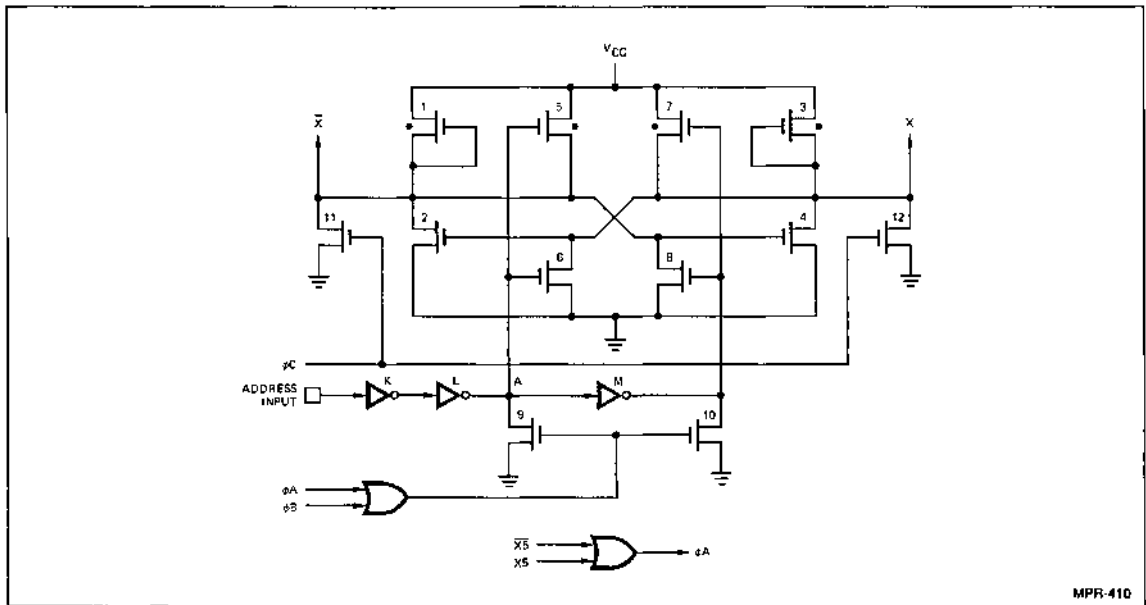 VCC
1
5
7
3
X̅
X
11
2
4
12
6
8
φC
ADDRESS
INPUT
K
L
A
M
9
10
φA
φB
X̅5̅
X5
φA
MPR-410